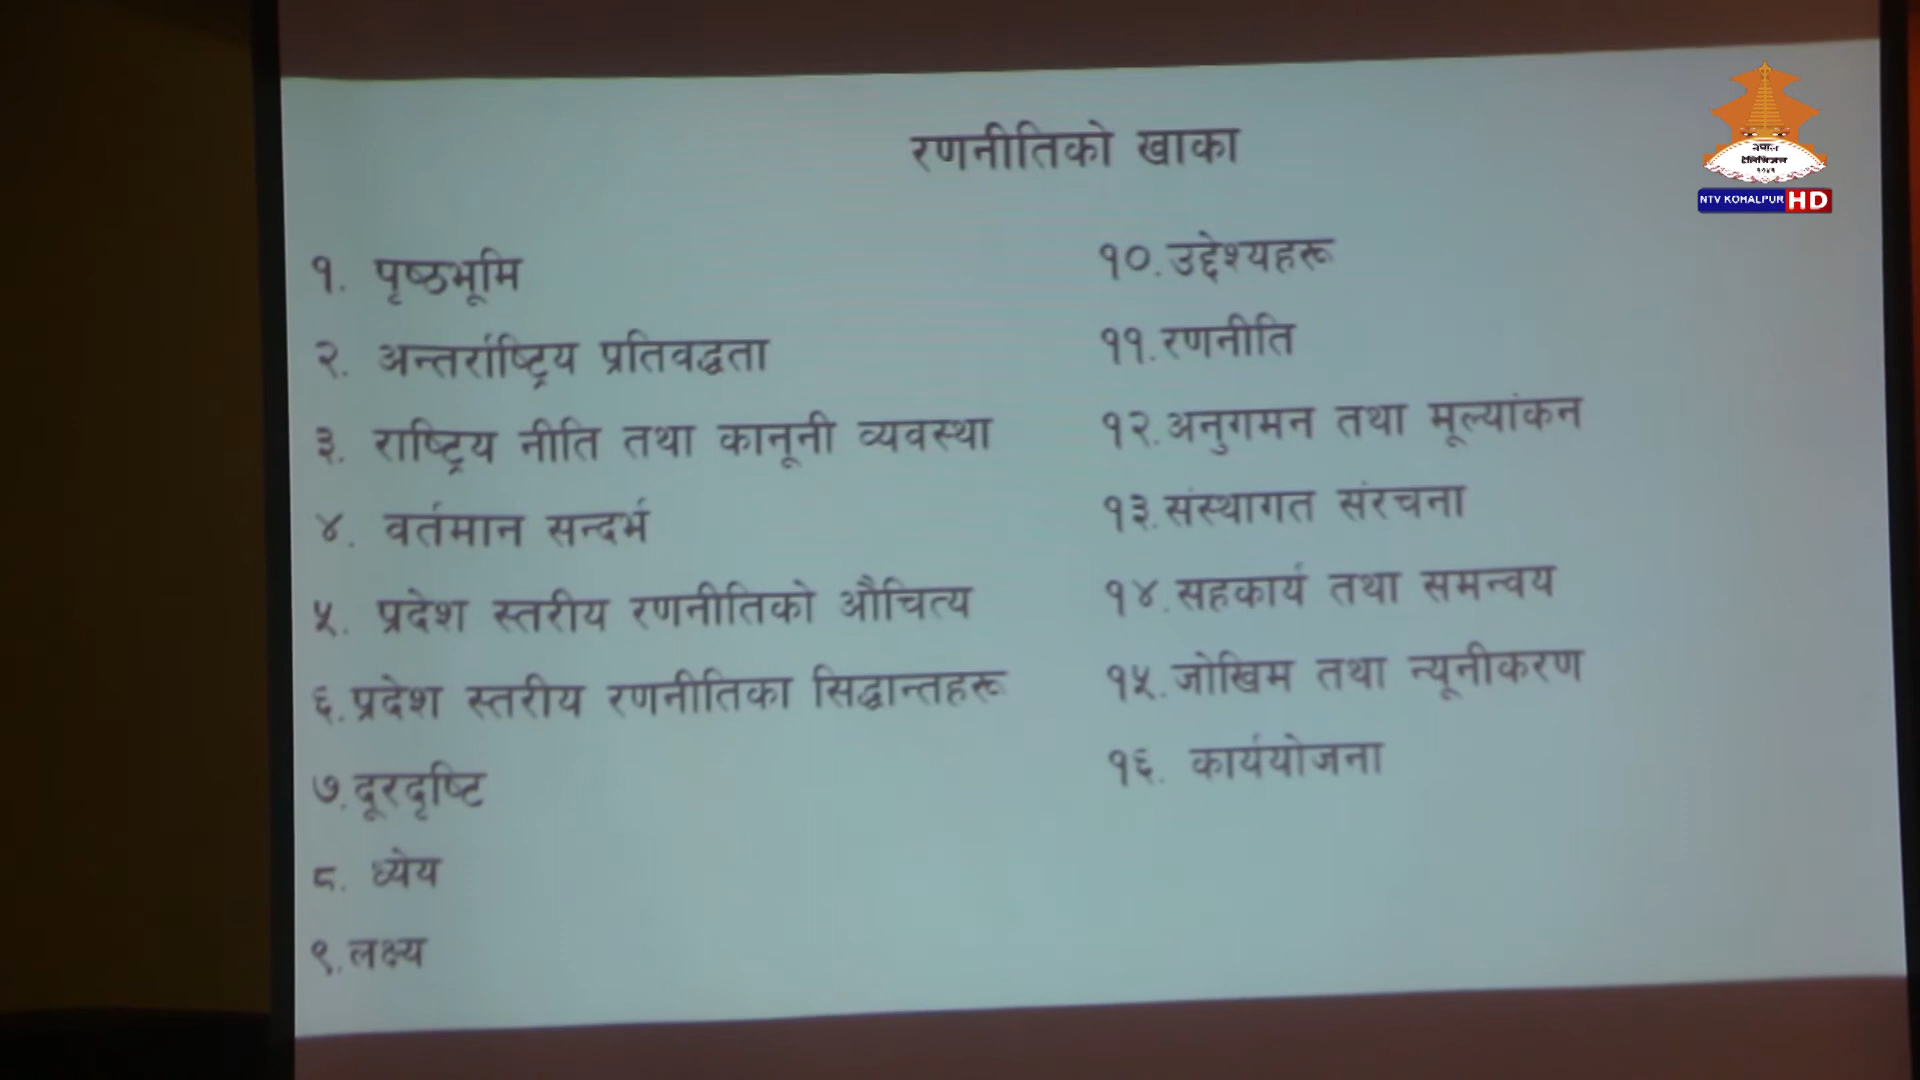 रणनीतिको खाका
१. पृष्ठभूमि
२. अन्तर्राष्ट्रिय प्रतिवद्धता
३. राष्ट्रिय नीति तथा कानूनी व्यवस्था
४. वर्तमान सन्दर्भ
५. प्रदेश स्तरीय रणनीतिको औचित्य
६.प्रदेश स्तरीय रणनीतिका सिद्धान्तहरू
७.दूरदृष्टि
८. ध्येय
९.लक्ष्य
१०.उद्देश्यहरू
११.रणनीति
१२.अनुगमन तथा मूल्यांकन
१३.संस्थागत संरचना
१४.सहकार्य तथा समन्वय
१५.जोखिम तथा न्यूनीकरण
१६. कार्ययोजना
नेपाल
टेलिभिजन
२०४१
NTV KOHALPUR HD